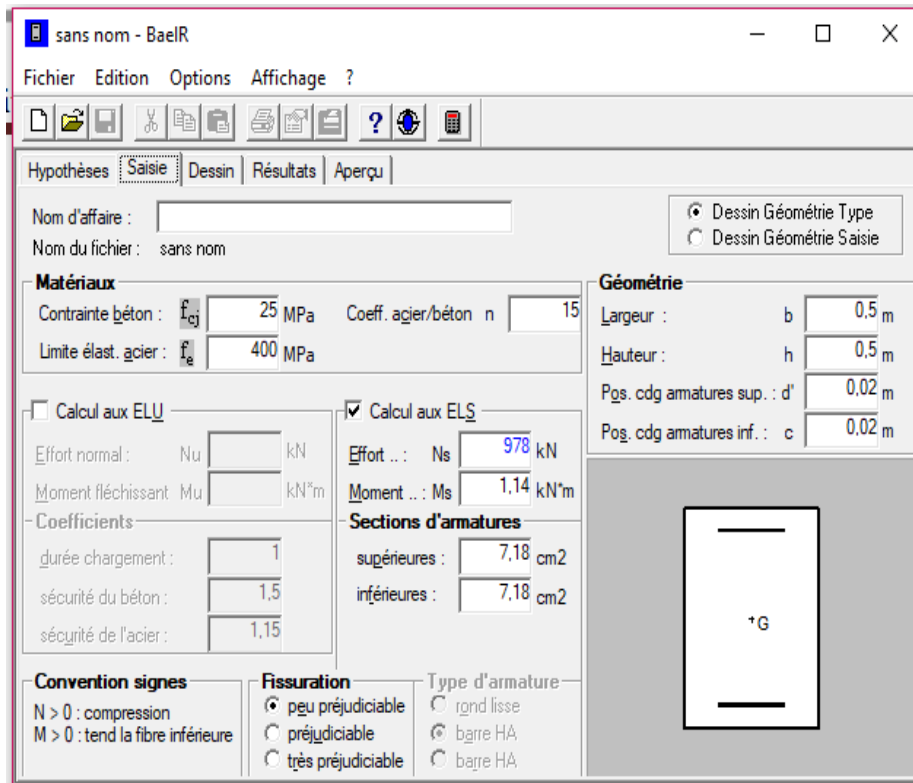 sans nom - BaelR
Fichier Edition Options Affichage ?
Hypothèses Saisie Dessin Résultats Aperçu
Nom d'affaire :
Nom du fichier : sans nom
Dessin Géométrie Type
Dessin Géométrie Saisie
Matériaux
Contrainte béton : fcj 25 MPa Coeff. acier/béton n 15
Limite élast. acier : fe 400 MPa
Géométrie
Largeur : b 0,5 m
Hauteur : h 0,5 m
Pos. cdg armatures sup. : d' 0,02 m
Pos. cdg armatures inf. : c 0,02 m
Calcul aux ELU
Effort normal : Nu kN
Moment fléchissant Mu kN*m
Coefficients
durée chargement : 1
sécurité du béton : 1,5
sécurité de l'acier : 1,15
Calcul aux ELS
Effort .. : Ns 978 kN
Moment .. : Ms 1,14 kN*m
Sections d'armatures
supérieures : 7,18 cm2
inférieures : 7,18 cm2
+G
Convention signes
N > 0 : compression
M > 0 : tend la fibre inférieure
Fissuration
peu préjudiciable
préjudiciable
très préjudiciable
Type d'armature
rond lisse
barre HA
barre HA